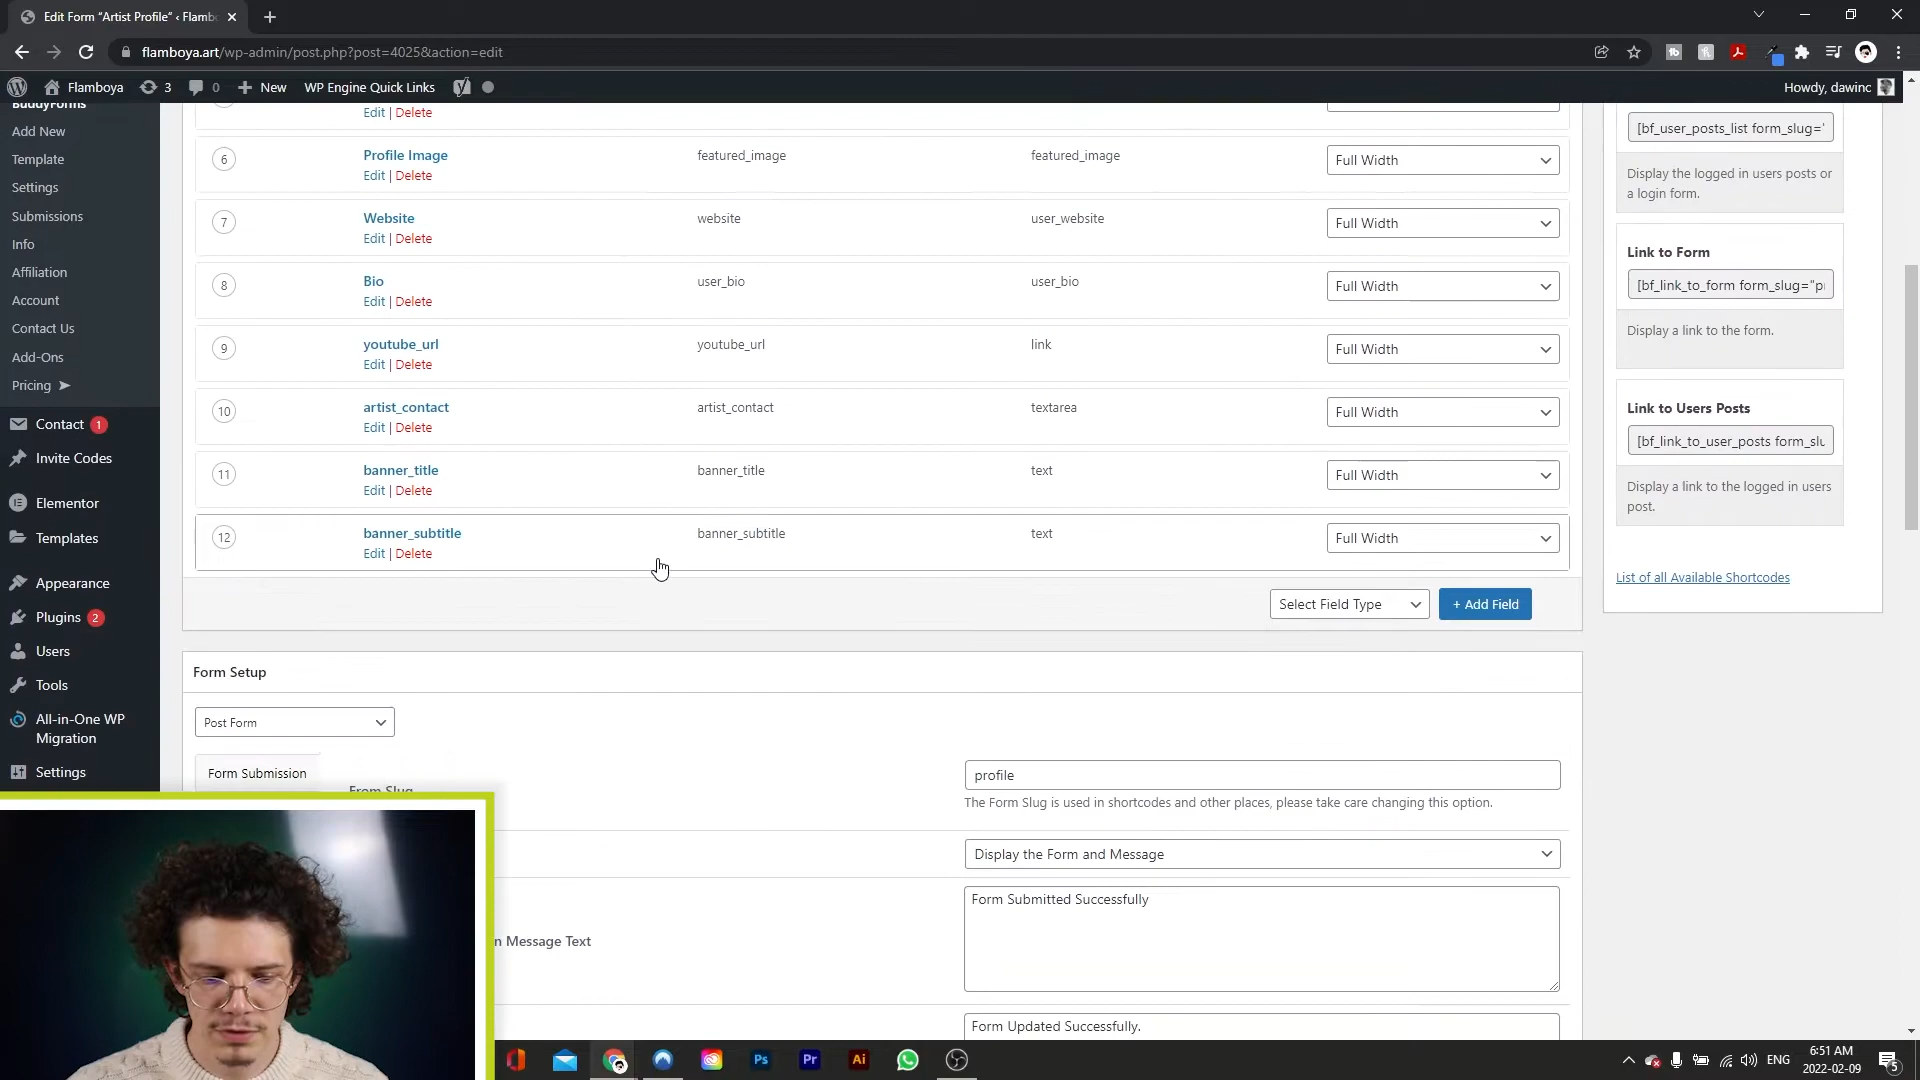 Edit Form “Artist Profile” ‹ Flamb
flamboya.art/wp-admin/post.php?post=4025&action=edit
Flamboya
3
0
New
WP Engine Quick Links
Howdy, dawinc
BuddyForms
Add New
Template
Settings
Submissions
Info
Affiliation
Account
Contact Us
Add-Ons
Pricing ➤
Contact 1
Invite Codes
Elementor
Templates
Appearance
Plugins 2
Users
Tools
All-in-One WP
Migration
Settings
Edit | Delete
6
Profile Image
featured_image
featured_image
Full Width
Edit | Delete
7
Website
website
user_website
Full Width
Edit | Delete
8
Bio
user_bio
user_bio
Full Width
Edit | Delete
9
youtube_url
youtube_url
link
Full Width
Edit | Delete
10
artist_contact
artist_contact
textarea
Full Width
Edit | Delete
11
banner_title
banner_title
text
Full Width
Edit | Delete
12
banner_subtitle
banner_subtitle
text
Full Width
Edit | Delete
Select Field Type
+ Add Field
Form Setup
Post Form
Form Submission
From Slug
profile
The Form Slug is used in shortcodes and other places, please take care changing this option.
Display the Form and Message
n Message Text
Form Submitted Successfully
Form Updated Successfully.
[bf_user_posts_list form_slug='
Display the logged in users posts or
a login form.
Link to Form
[bf_link_to_form form_slug="p
Display a link to the form.
Link to Users Posts
[bf_link_to_user_posts form_slu
Display a link to the logged in users
post.
List of all Available Shortcodes
Ps
Pr
Ai
ENG
6:51 AM
2022-02-09
5